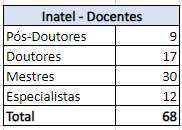 Inatel - Docentes
Pós-Doutores 9
Doutores 17
Mestres 30
Especialistas 12
Total 68